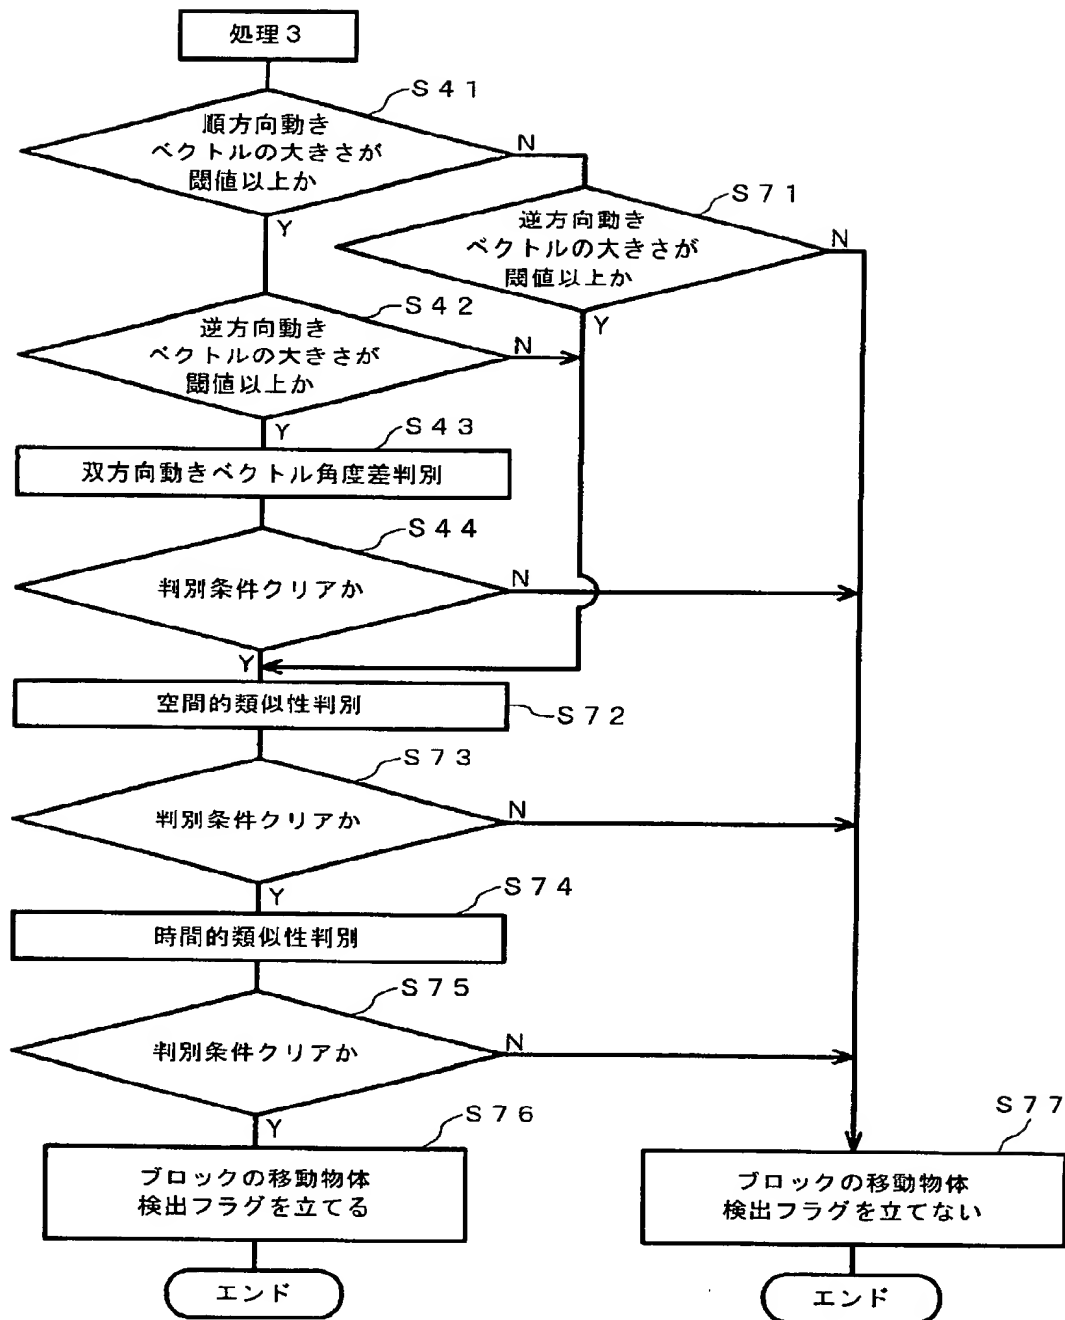 処理３
Ｓ４１
順方向動き
ベクトルの大きさが
閾値以上か
Ｎ
Ｙ
Ｓ７１
逆方向動き
ベクトルの大きさが
閾値以上か
Ｎ
Ｙ
Ｓ４２
逆方向動き
ベクトルの大きさが
閾値以上か
Ｎ
Ｙ
Ｓ４３
双方向動きベクトル角度差判別
Ｓ４４
判別条件クリアか
Ｎ
Ｙ
空間的類似性判別
Ｓ７２
Ｓ７３
判別条件クリアか
Ｎ
Ｙ
Ｓ７４
時間的類似性判別
Ｓ７５
判別条件クリアか
Ｎ
Ｙ
Ｓ７６
ブロックの移動物体
検出フラグを立てる
エンド
Ｓ７７
ブロックの移動物体
検出フラグを立てない
エンド